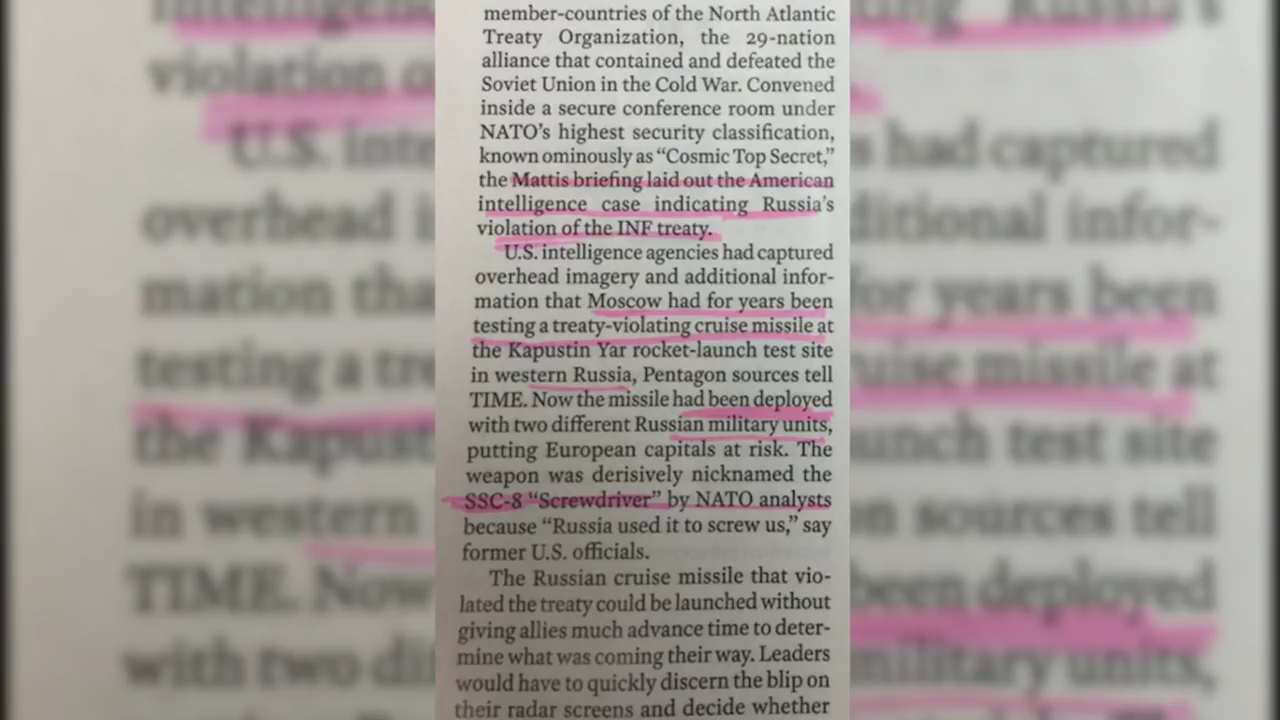 member-countries of the North Atlantic
Treaty Organization, the 29-nation
alliance that contained and defeated the
Soviet Union in the Cold War. Convened
inside a secure conference room under
NATO’s highest security classification,
known ominously as “Cosmic Top Secret,”
the Mattis briefing laid out the American
intelligence case indicating Russia’s
violation of the INF treaty.
U.S. intelligence agencies had captured
overhead imagery and additional infor-
mation that Moscow had for years been
testing a treaty-violating cruise missile at
the Kapustin Yar rocket-launch test site
in western Russia, Pentagon sources tell
TIME. Now the missile had been deployed
with two different Russian military units,
putting European capitals at risk. The
weapon was derisively nicknamed the
SSC-8 “Screwdriver” by NATO analysts
because “Russia used it to screw us,” say
former U.S. officials.
The Russian cruise missile that vio-
lated the treaty could be launched without
giving allies much advance time to deter-
mine what was coming their way. Leaders
would have to quickly discern the blip on
their radar screens and decide whether